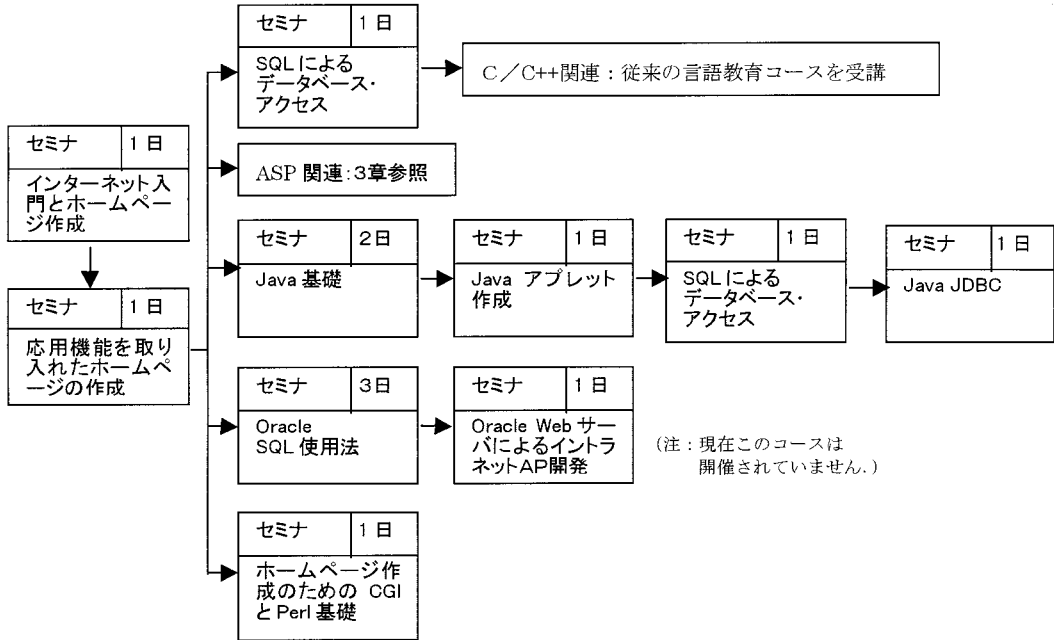 セミナ 1日
SQLによる
データベース・
アクセス
C／C++関連：従来の言語教育コースを受講
セミナ 1日
インターネット入
門とホームペー
ジ作成
ASP 関連：3章参照
セミナ 2日
Java 基礎
セミナ 1日
Java アプレット
作成
セミナ 1日
SQLによる
データベース・
アクセス
セミナ 1日
Java JDBC
セミナ 1日
応用機能を取り
入れたホームペ
ージの作成
セミナ 3日
Oracle
SQL 使用法
セミナ 1日
Oracle Web サー
バによるイントラ
ネットAP開発
(注：現在このコースは
開催されていません.)
セミナ 1日
ホームページ作
成のための CGI
と Perl 基礎